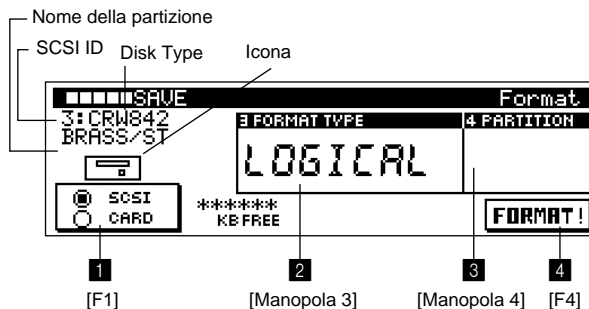 Nome della partizione
SCSI ID
Disk Type
Icona
SAVE
Format
3:CRW842
BRASS/ST
3 FORMAT TYPE
4 PARTITION
LOGICAL
SCSI
CARD
******
KB FREE
FORMAT!
1
2
3
4
[F1]
[Manopola 3]
[Manopola 4]
[F4]